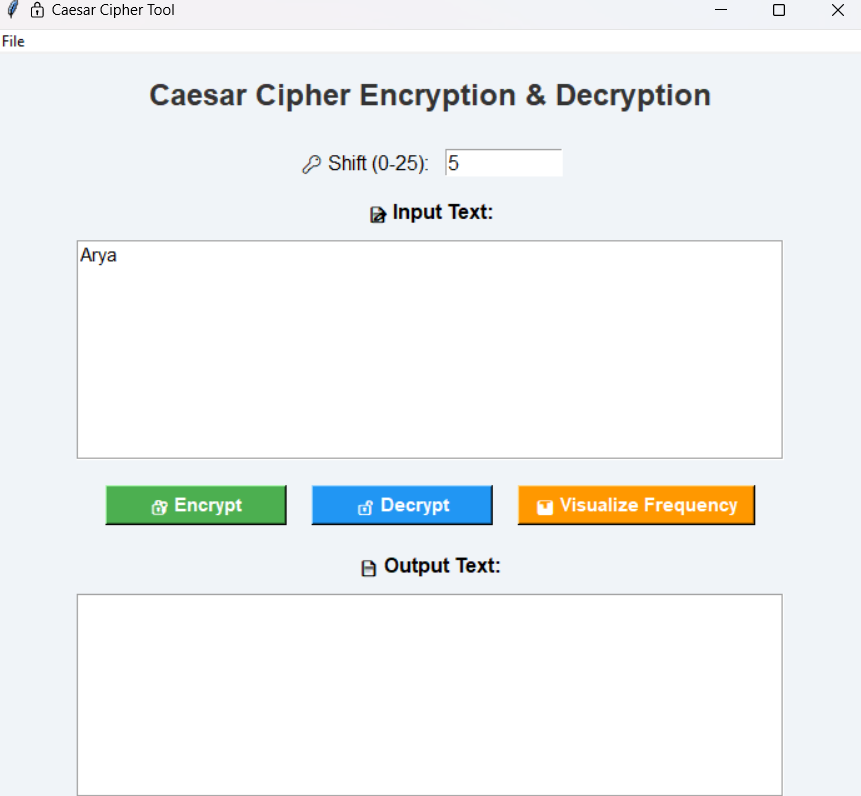 Caesar Cipher Tool
File
Caesar Cipher Encryption & Decryption
Shift (0-25): 5
Input Text:
Arya
Encrypt Decrypt Visualize Frequency
Output Text: